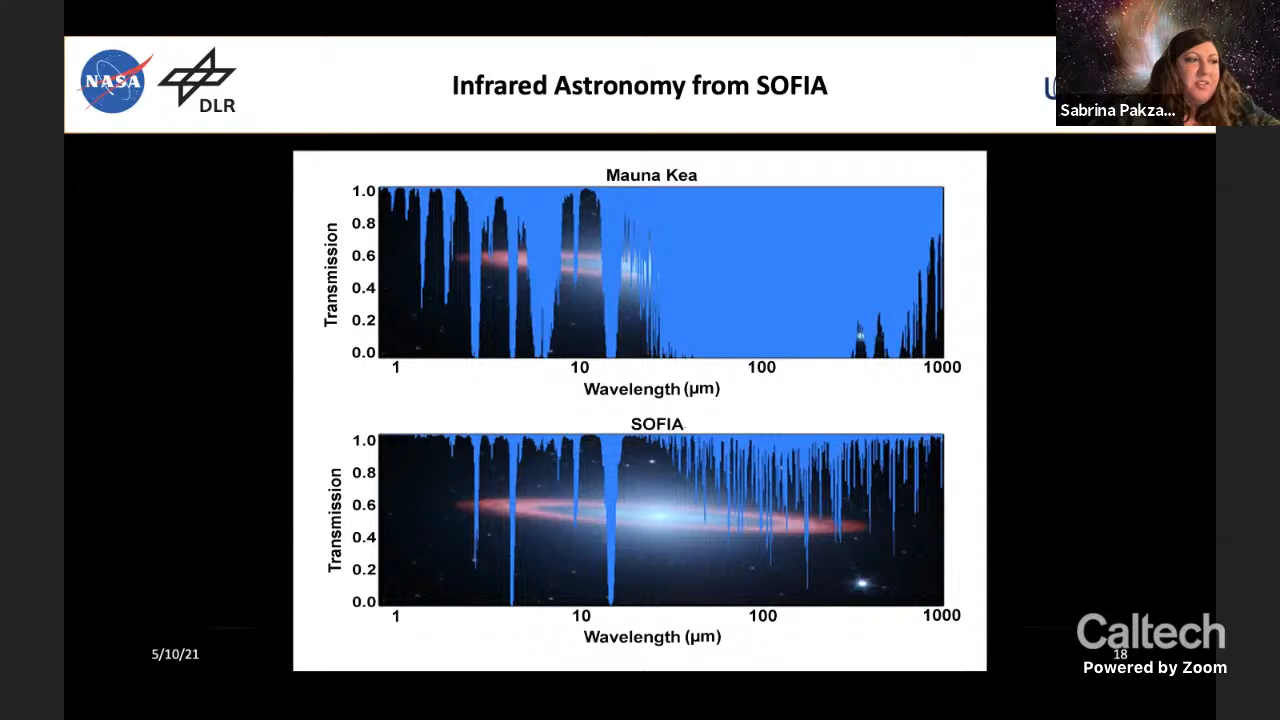 NASA
DLR
Infrared Astronomy from SOFIA
Sabrina Pakza...
Mauna Kea
Transmission
1.0
0.8
0.6
0.4
0.2
0.0
1
10
100
1000
Wavelength (μm)
SOFIA
Transmission
1.0
0.8
0.6
0.4
0.2
0.0
1
10
100
1000
Wavelength (μm)
5/10/21
Caltech
18
Powered by Zoom